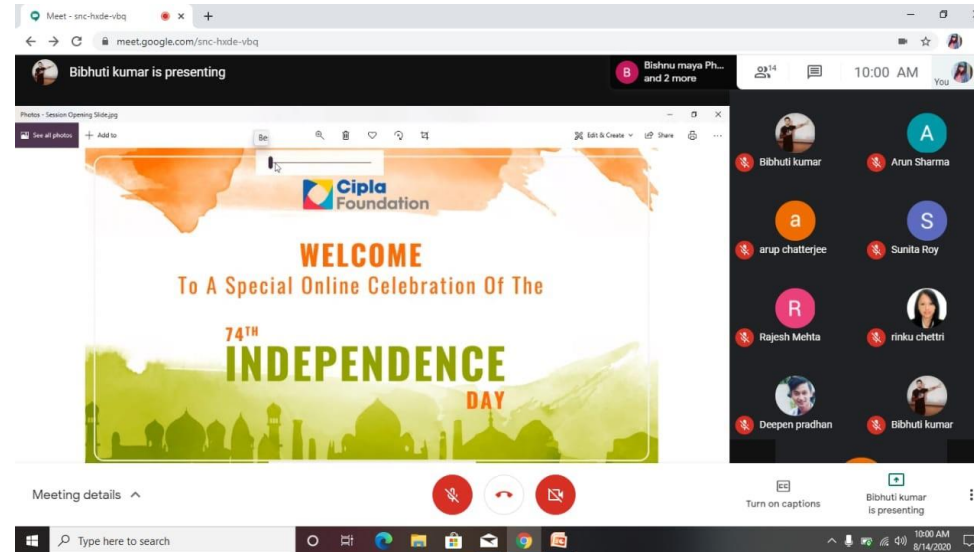 Meet - snc-hxde-vbq
meet.google.com/snc-hxde-vbq
Bibhuti kumar is presenting
B
Bishnu maya Ph...
and 2 more
14
10:00 AM
You
Photos - Session Opening Slide.jpg
See all photos
Add to
Be
Edit & Create
Share
Cipla
Foundation
WELCOME
To A Special Online Celebration Of The
74TH
INDEPENDENCE
DAY
Bibhuti kumar
A
Arun Sharma
a
arup chatterjee
S
Sunita Roy
R
Rajesh Mehta
rinku chettri
Deepen pradhan
Bibhuti kumar
Meeting details
CC
Turn on captions
Bibhuti kumar
is presenting
Type here to search
10:00 AM
8/14/2020